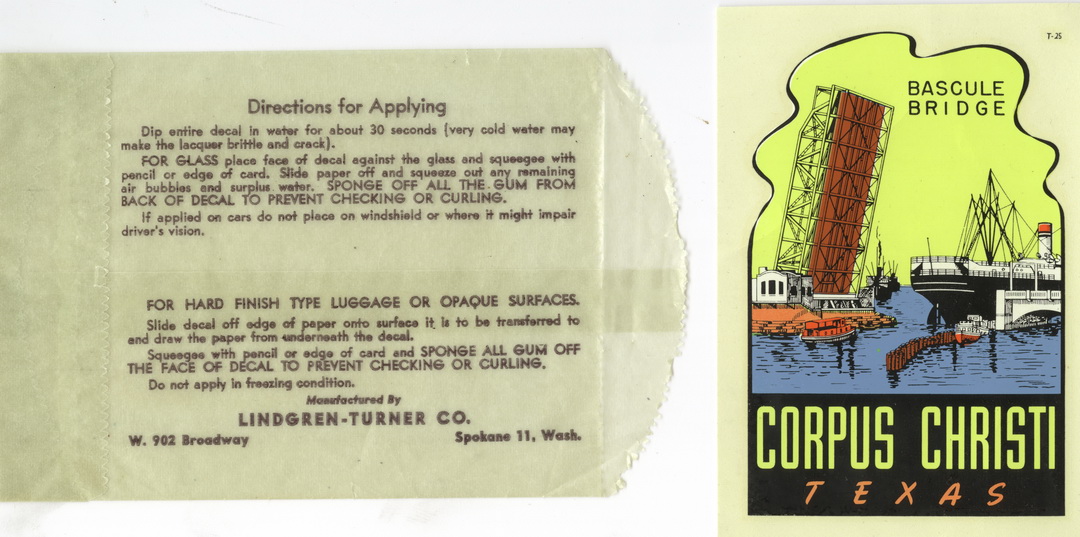 Directions for Applying
Dip entire decal in water for about 30 seconds (very cold water may
make the lacquer brittle and crack).
FOR GLASS place face of decal against the glass and squeegee with
pencil or edge of card. Slide paper off and squeeze out any remaining
air bubbles and surplus water. SPONGE OFF ALL THE GUM FROM
BACK OF DECAL TO PREVENT CHECKING OR CURLING.
If applied on cars do not place on windshield or where it might impair
driver's vision.
FOR HARD FINISH TYPE LUGGAGE OR OPAQUE SURFACES.
Slide decal off edge of paper onto surface it is to be transferred to
and draw the paper from underneath the decal.
Squeegee with pencil or edge of card and SPONGE ALL GUM OFF
THE FACE OF DECAL TO PREVENT CHECKING OR CURLING.
Do not apply in freezing condition.
Manufactured By
LINDGREN-TURNER CO.
W. 902 Broadway Spokane 11, Wash.
T-25
BASCULE
BRIDGE
CORPUS CHRISTI
TEXAS